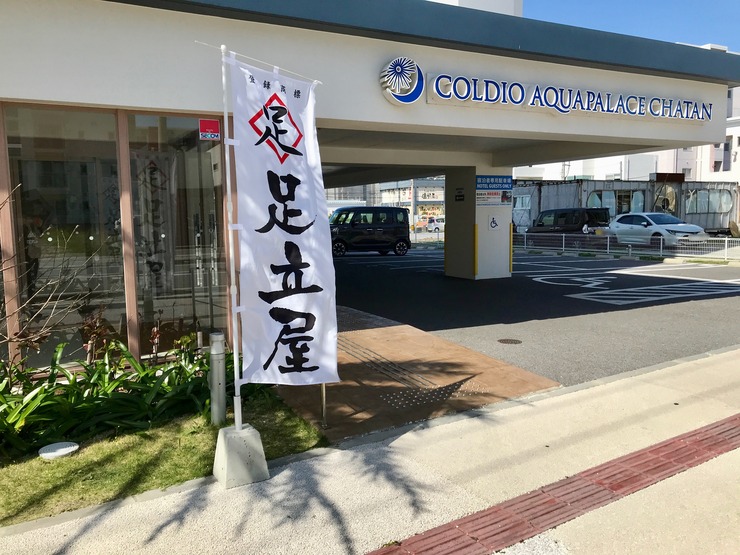 COLDIO AQUAPALACE CHATAN
登録商標
足
足立屋
SECOM
HOTEL GUESTS ONLY